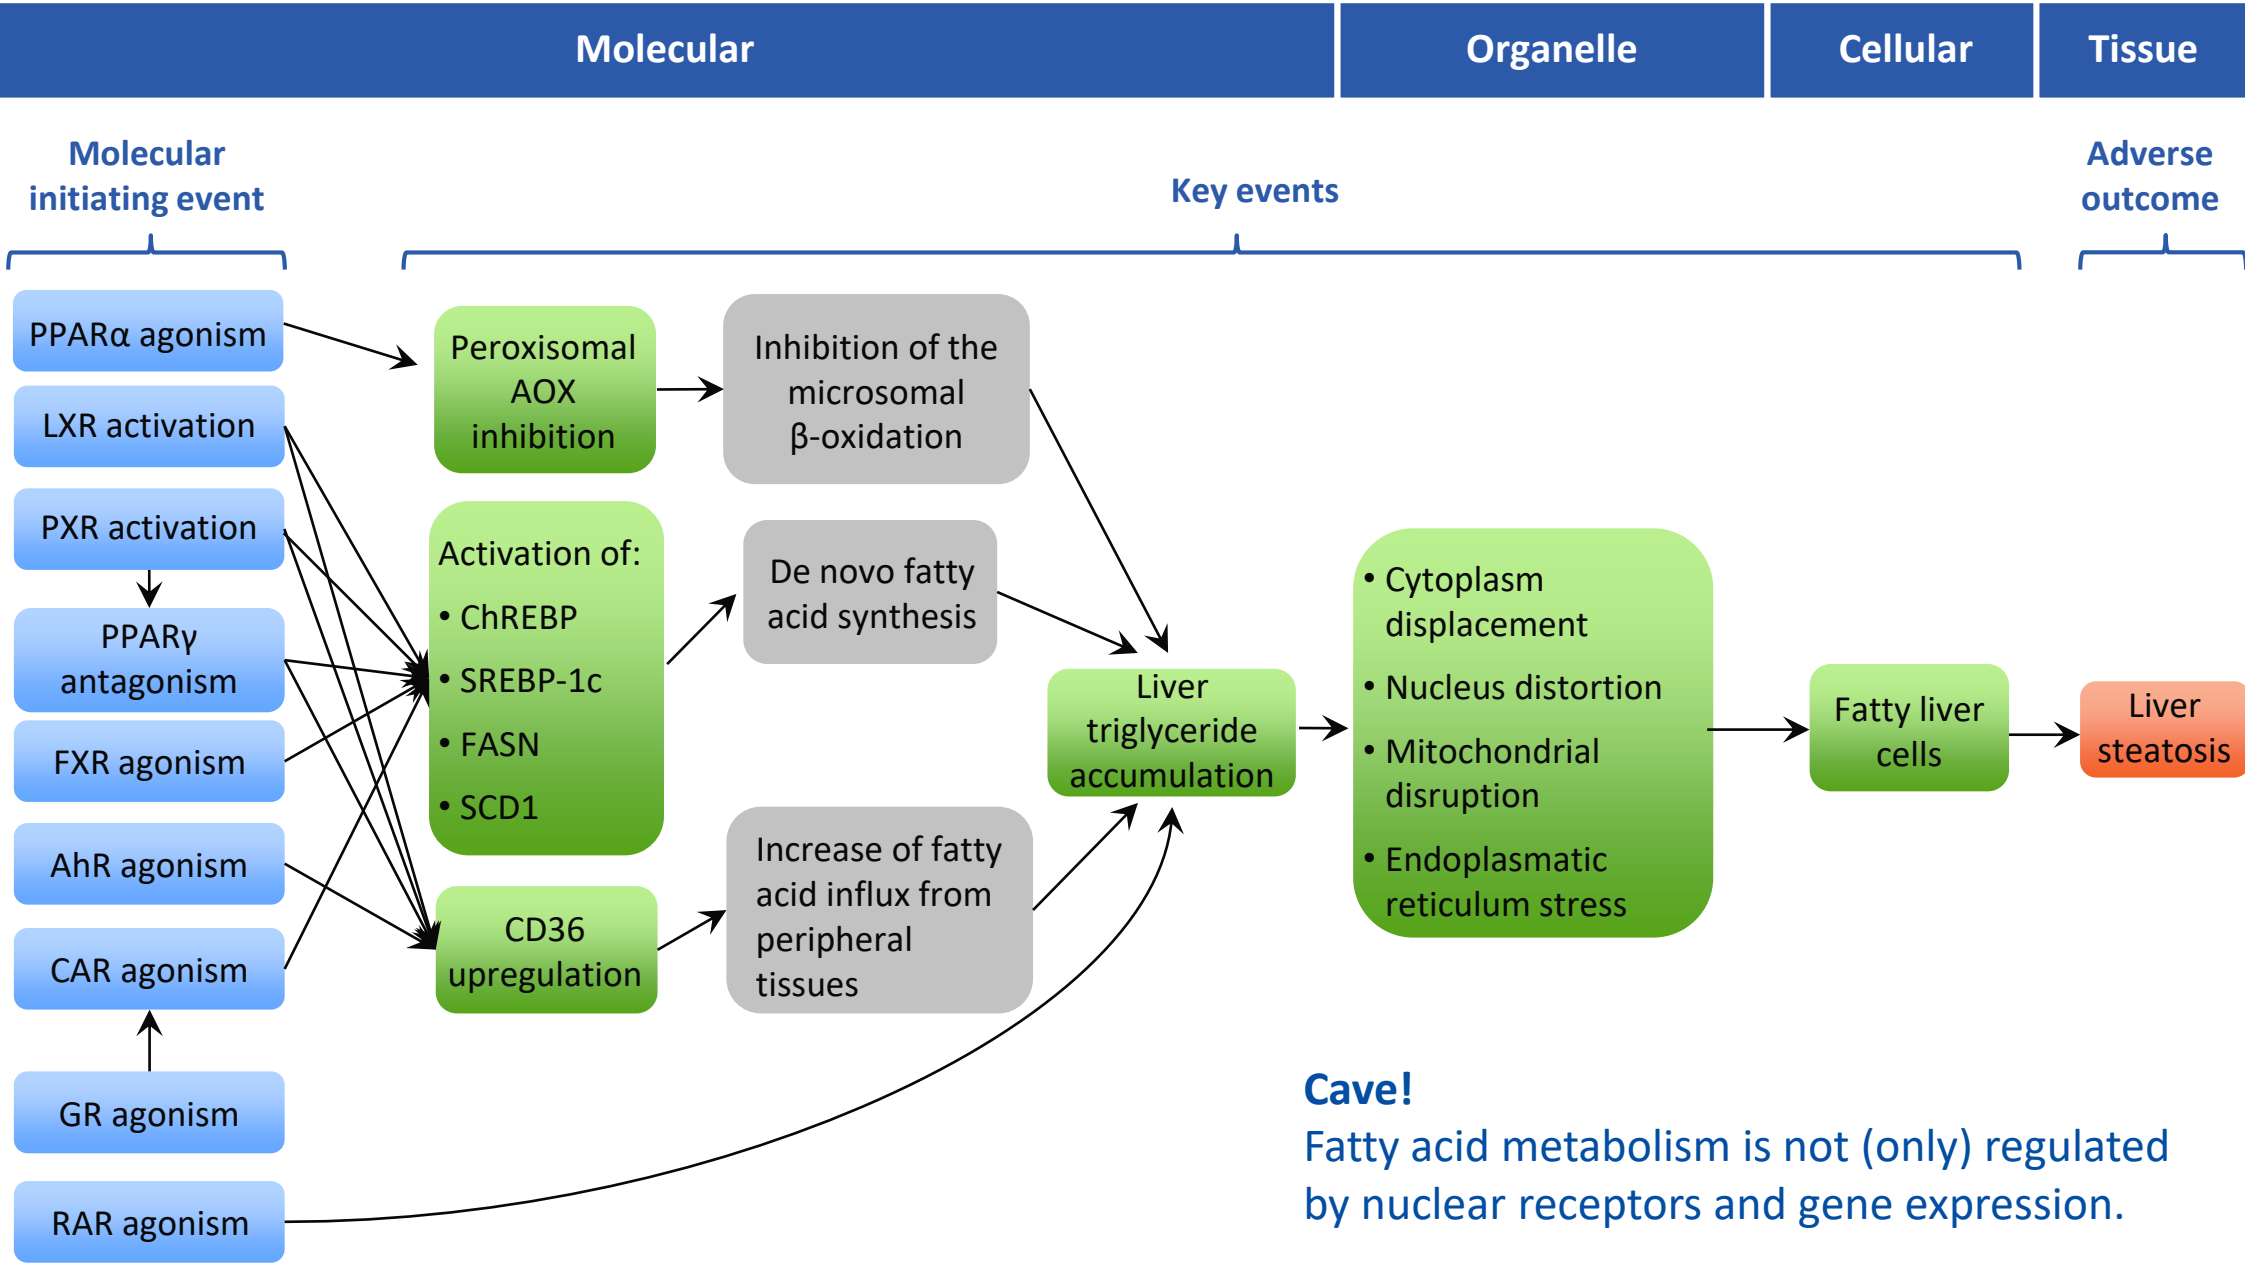 Molecular
Organelle
Cellular
Tissue
Molecular
initiating event
Key events
Adverse
outcome
PPARα agonism
LXR activation
PXR activation
PPARγ
antagonism
FXR agonism
AhR agonism
CAR agonism
GR agonism
RAR agonism
Peroxisomal
AOX
inhibition
Activation of:
• ChREBP
• SREBP-1c
• FASN
• SCD1
CD36
upregulation
Inhibition of the
microsomal
β-oxidation
De novo fatty
acid synthesis
Increase of fatty
acid influx from
peripheral
tissues
Liver
triglyceride
accumulation
• Cytoplasm
displacement
• Nucleus distortion
• Mitochondrial
disruption
• Endoplasmatic
reticulum stress
Fatty liver
cells
Liver
steatosis
Cave!
Fatty acid metabolism is not (only) regulated
by nuclear receptors and gene expression.